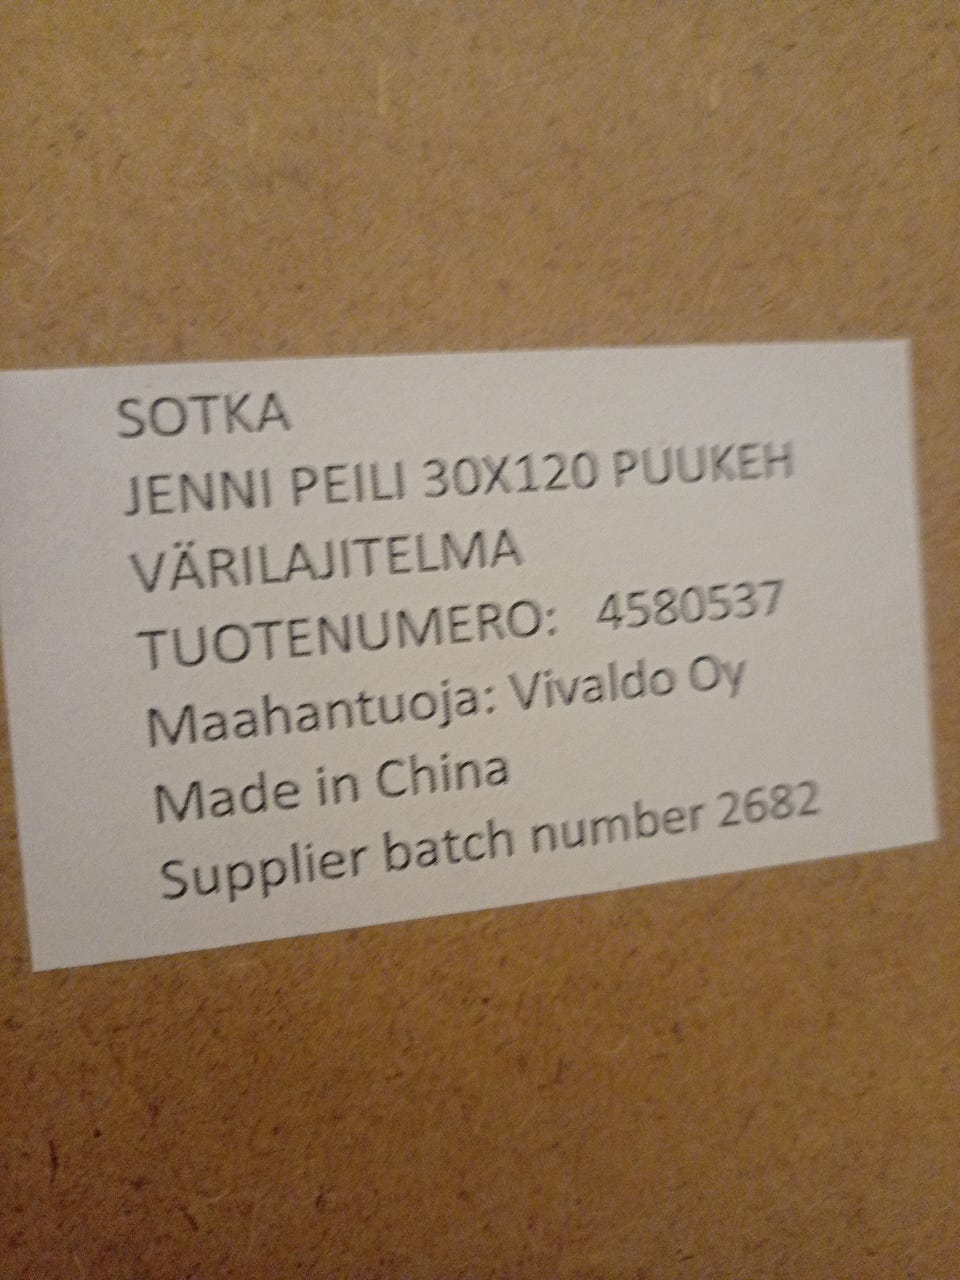 SOTKA
JENNI PEILI 30X120 PUUKEH
VÄRILAJITELMA
TUOTENUMERO: 4580537
Maahantuoja: Vivaldo Oy
Made in China
Supplier batch number 2682